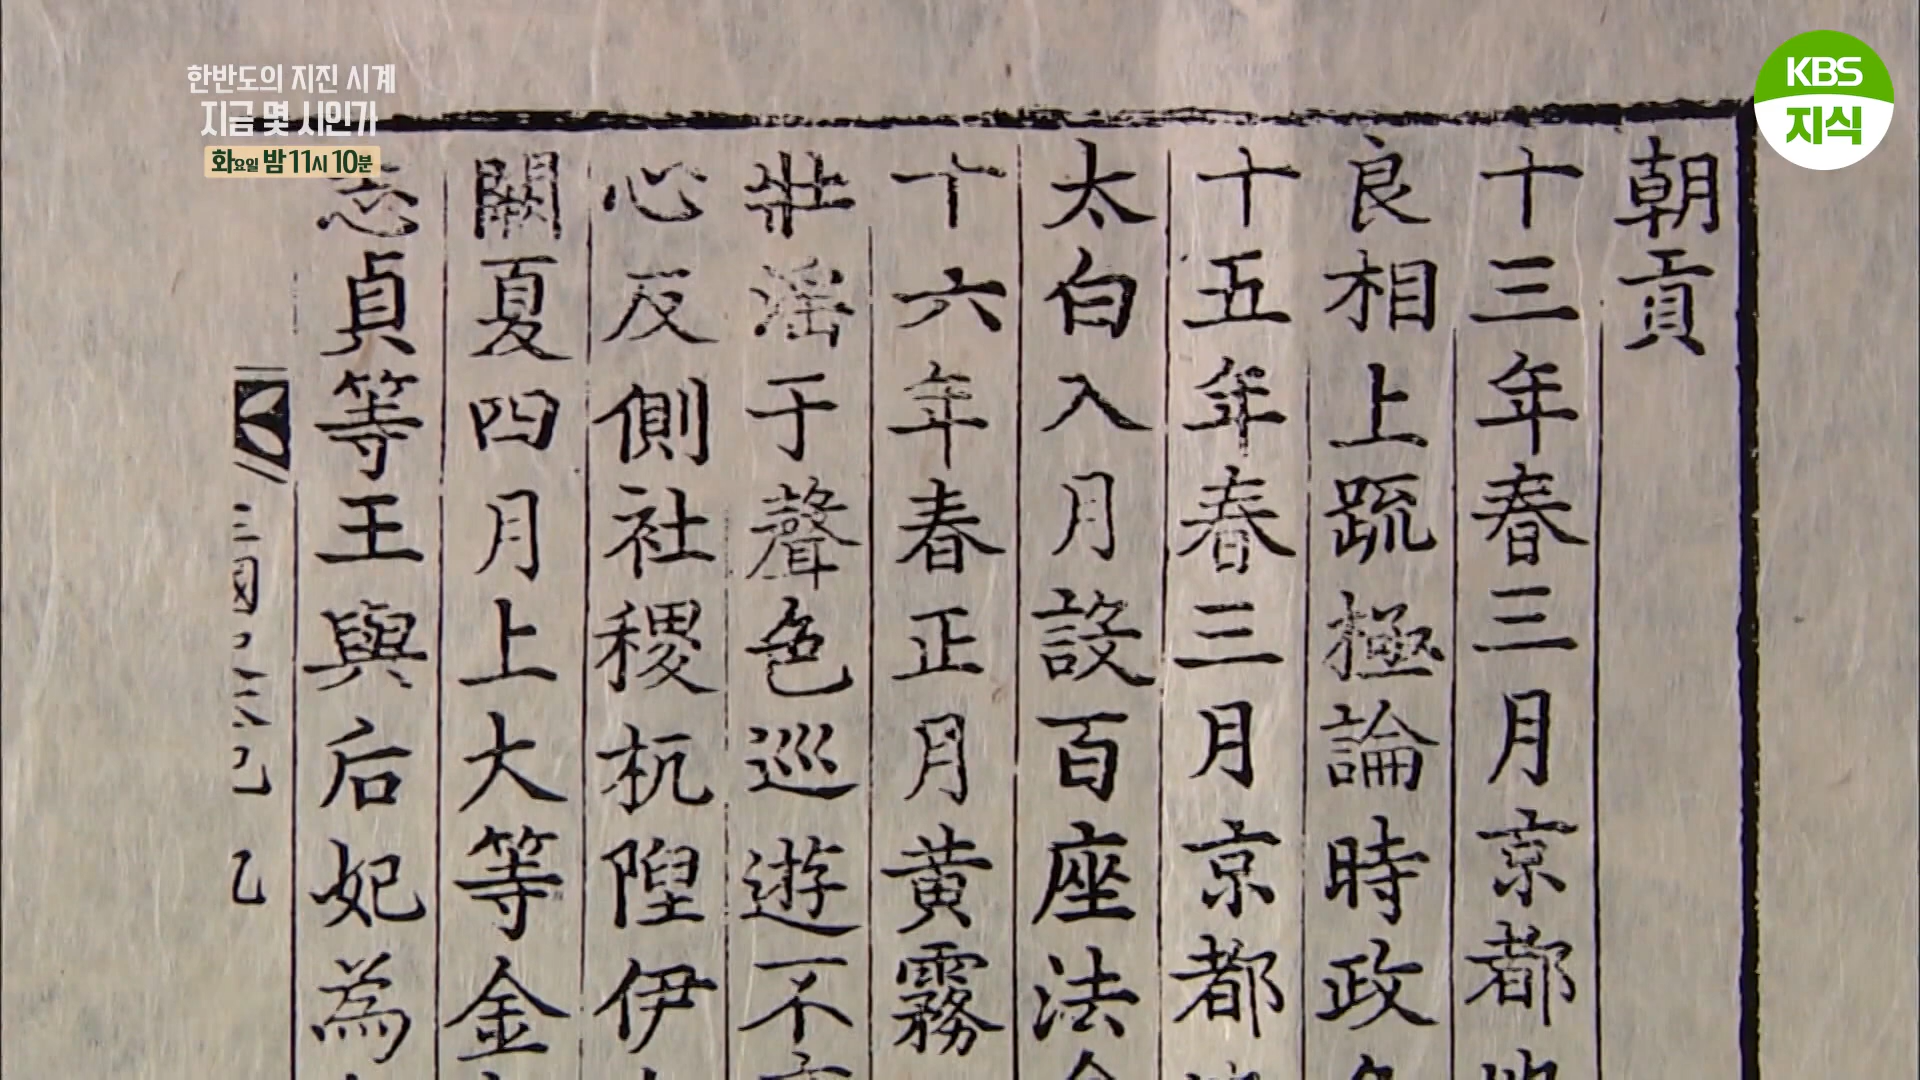 한반도의 지진 시계
지금 몇 시인가
화요일 밤 11시 10분
KBS
지식
朝貢
十三年春三月京都
良相上疏極論時政
十五年春三月京都
太白入月設百座法
十六年春正月黄霧
壯滛于聲色巡遊不
心反側社稷杌隉伊
闕夏四月上大等金
志貞等王與后妃為